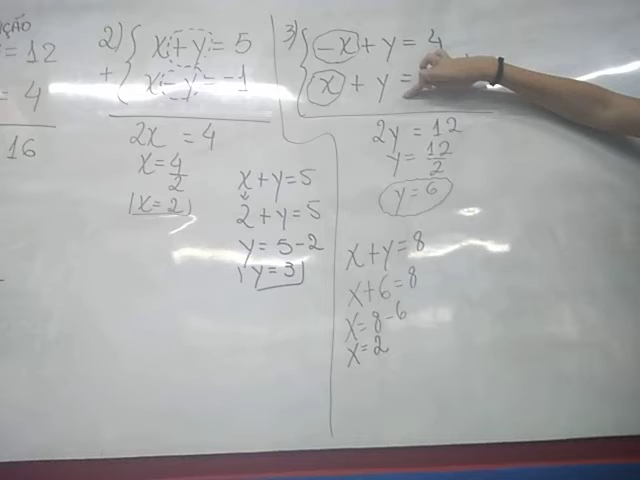 ÇÃO
= 12
= 4
16
2) { x + y = 5
+ { x - y = -1
2x = 4
x = 4/2
x = 2
x + y = 5
2 + y = 5
y = 5 - 2
y = 3
3) { -x + y = 4
{ x + y =
2y = 12
y = 12/2
y = 6
x + y = 8
x + 6 = 8
x = 8 - 6
x = 2